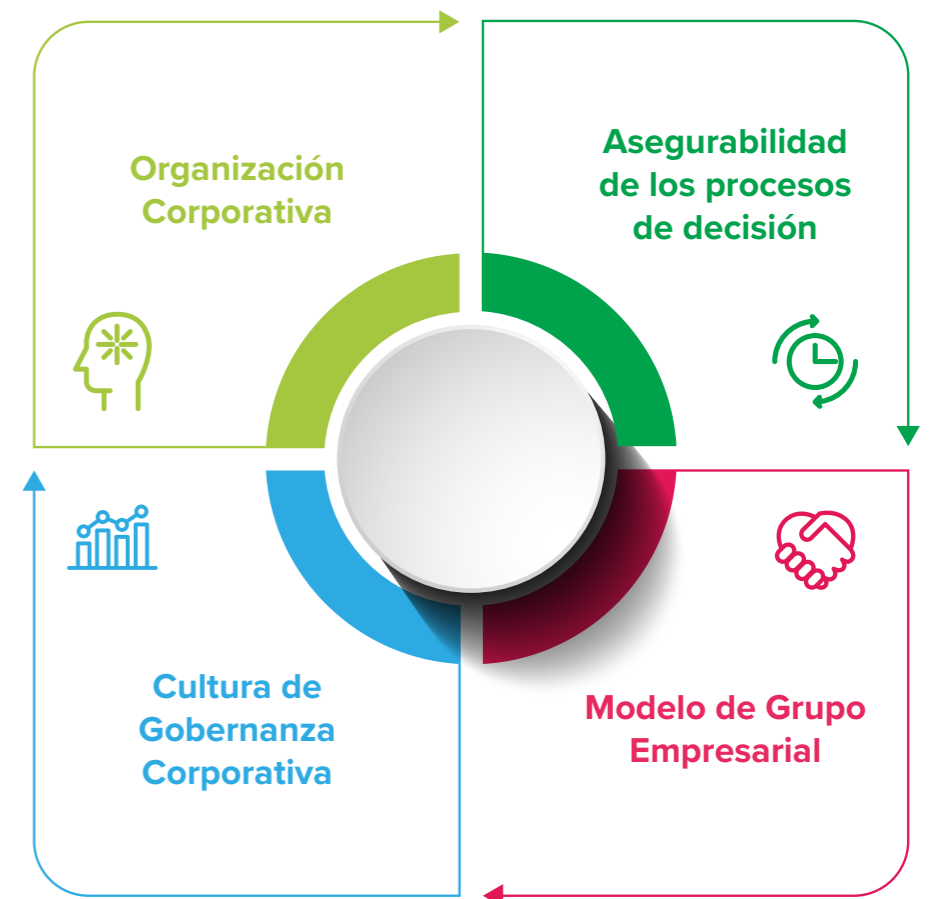 Organización
Corporativa
Asegurabilidad
de los procesos
de decisión
Cultura de
Gobernanza
Corporativa
Modelo de Grupo
Empresarial